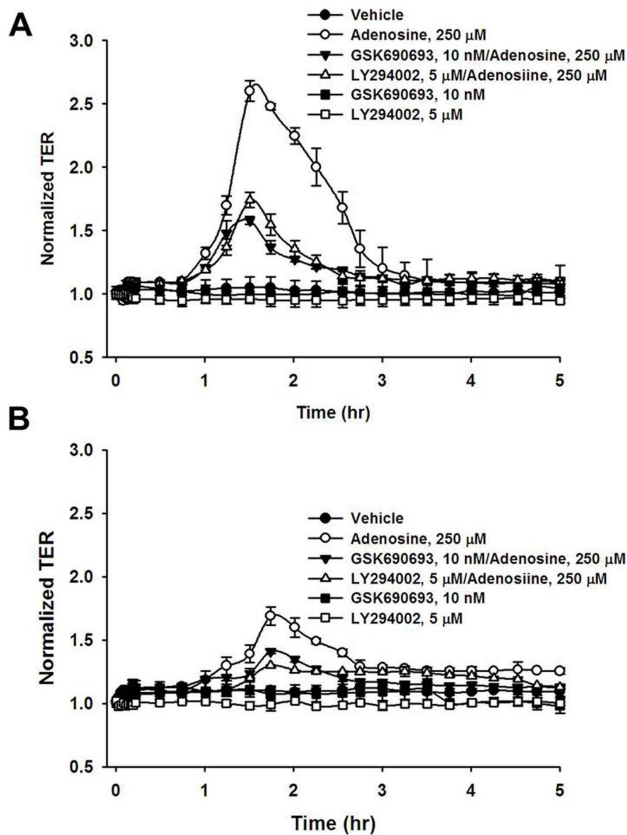 A
Vehicle
Adenosine, 250 μM
GSK690693, 10 nM/Adenosine, 250 μM
LY294002, 5 μM/Adenosiine, 250 μM
GSK690693, 10 nM
LY294002, 5 μM
Normalized TER
3.0
2.5
2.0
1.5
1.0
0.5
0 1 2 3 4 5
Time (hr)
B
Vehicle
Adenosine, 250 μM
GSK690693, 10 nM/Adenosine, 250 μM
LY294002, 5 μM/Adenosiine, 250 μM
GSK690693, 10 nM
LY294002, 5 μM
Normalized TER
3.0
2.5
2.0
1.5
1.0
0.5
0 1 2 3 4 5
Time (hr)